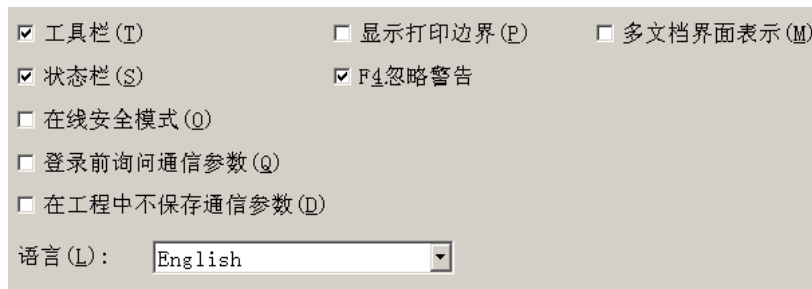 工具栏(T) 显示打印边界(P) 多文档界面表示(M)
状态栏(S) F4忽略警告
在线安全模式(O)
登录前询问通信参数(Q)
在工程中不保存通信参数(D)
语言(L): English